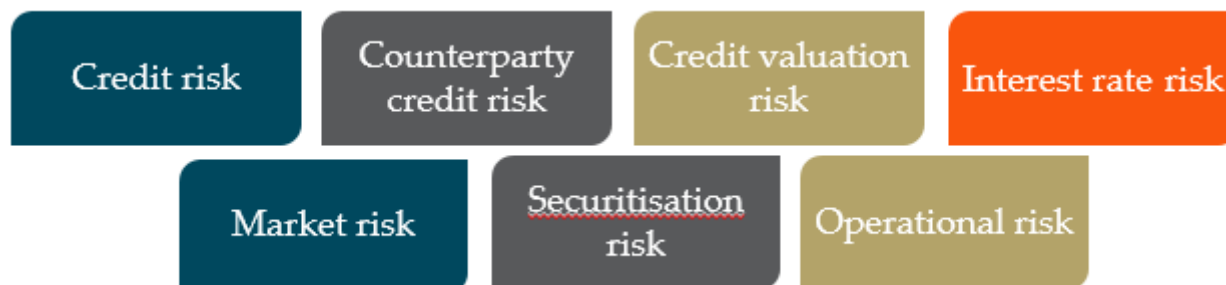 Credit risk
Counterparty
credit risk
Credit valuation
risk
Interest rate risk
Market risk
Securitisation
risk
Operational risk